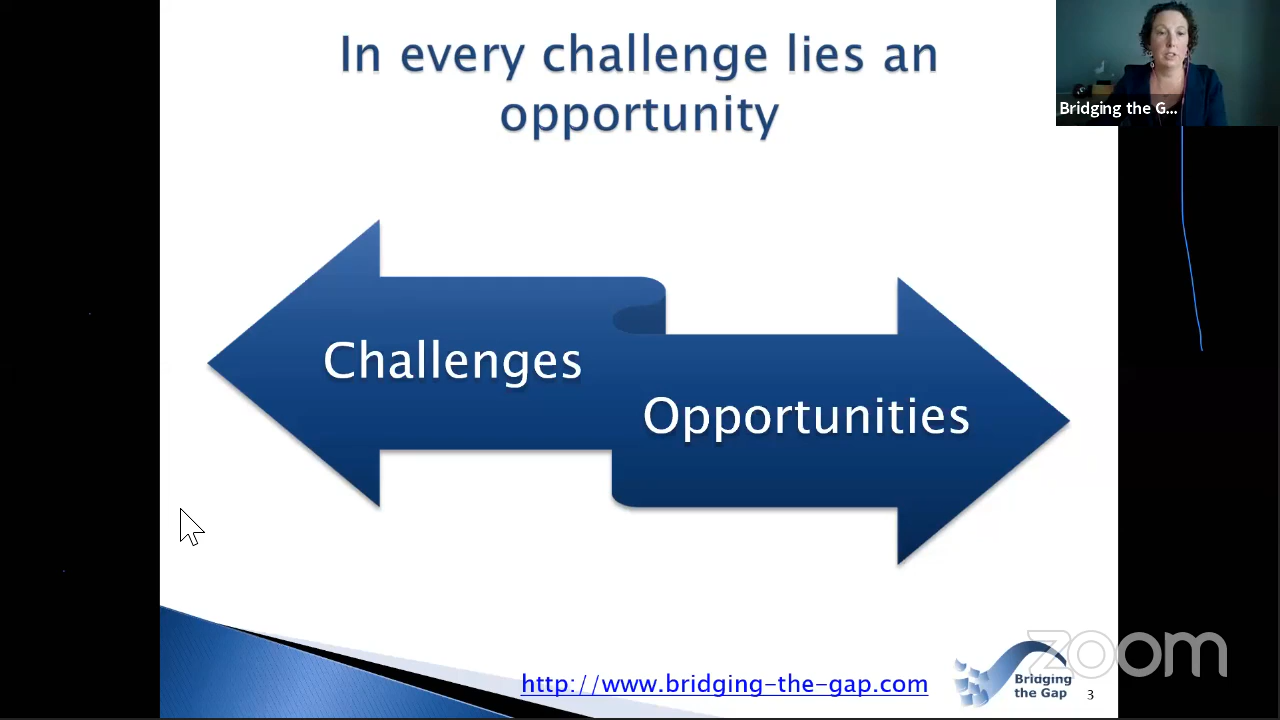 In every challenge lies an
opportunity
Bridging the G...
Challenges
Opportunities
http://www.bridging-the-gap.com
Bridging
the Gap
3
zoom